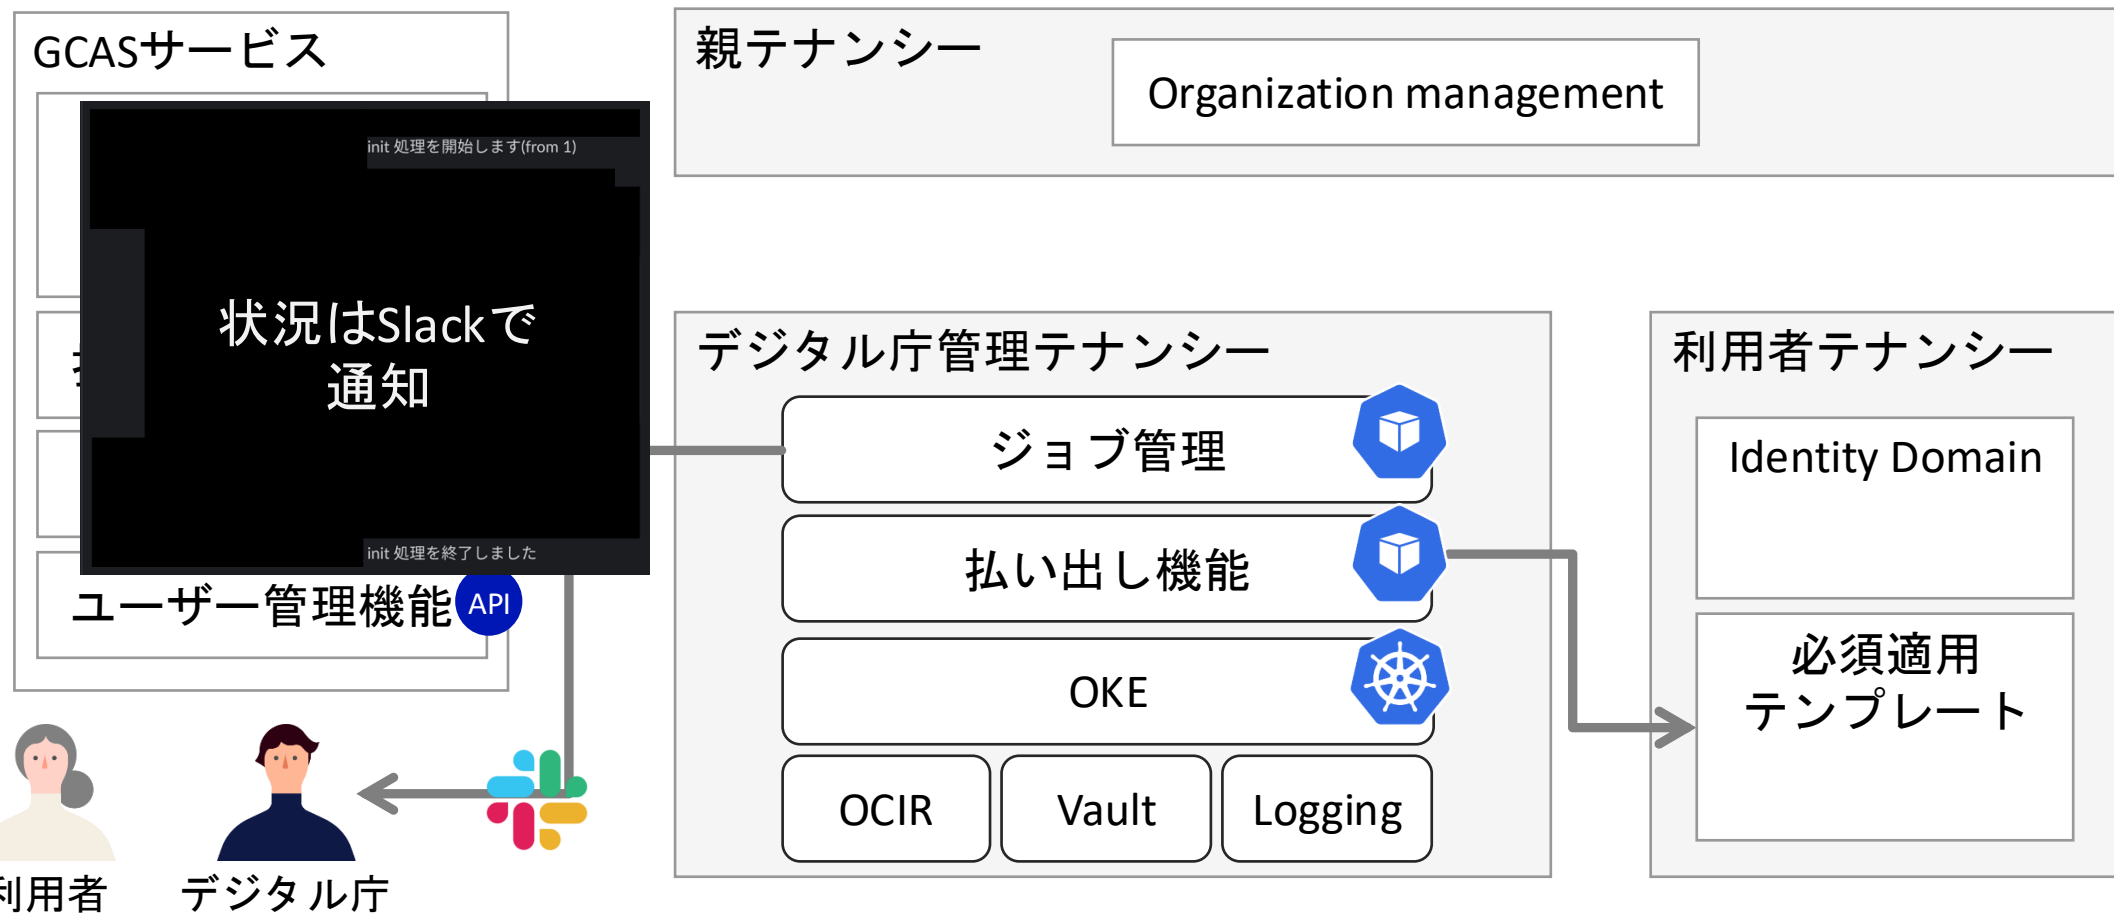 GCASサービス
init 処理を開始します(from 1)
状況はSlackで
通知
init 処理を終了しました
ユーザー管理機能
API
利用者
デジタル庁
親テナンシー
Organization management
デジタル庁管理テナンシー
ジョブ管理
払い出し機能
OKE
OCIR
Vault
Logging
利用者テナンシー
Identity Domain
必須適用
テンプレート